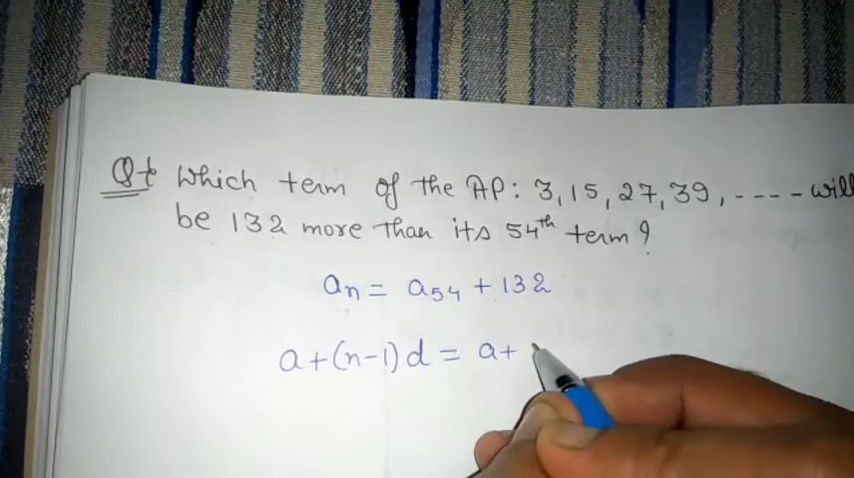 Q: Which term of the AP: 3, 15, 27, 39, ---- will
be 132 more than its 54th term?
an = a54 + 132
a+(n-1)d = a+